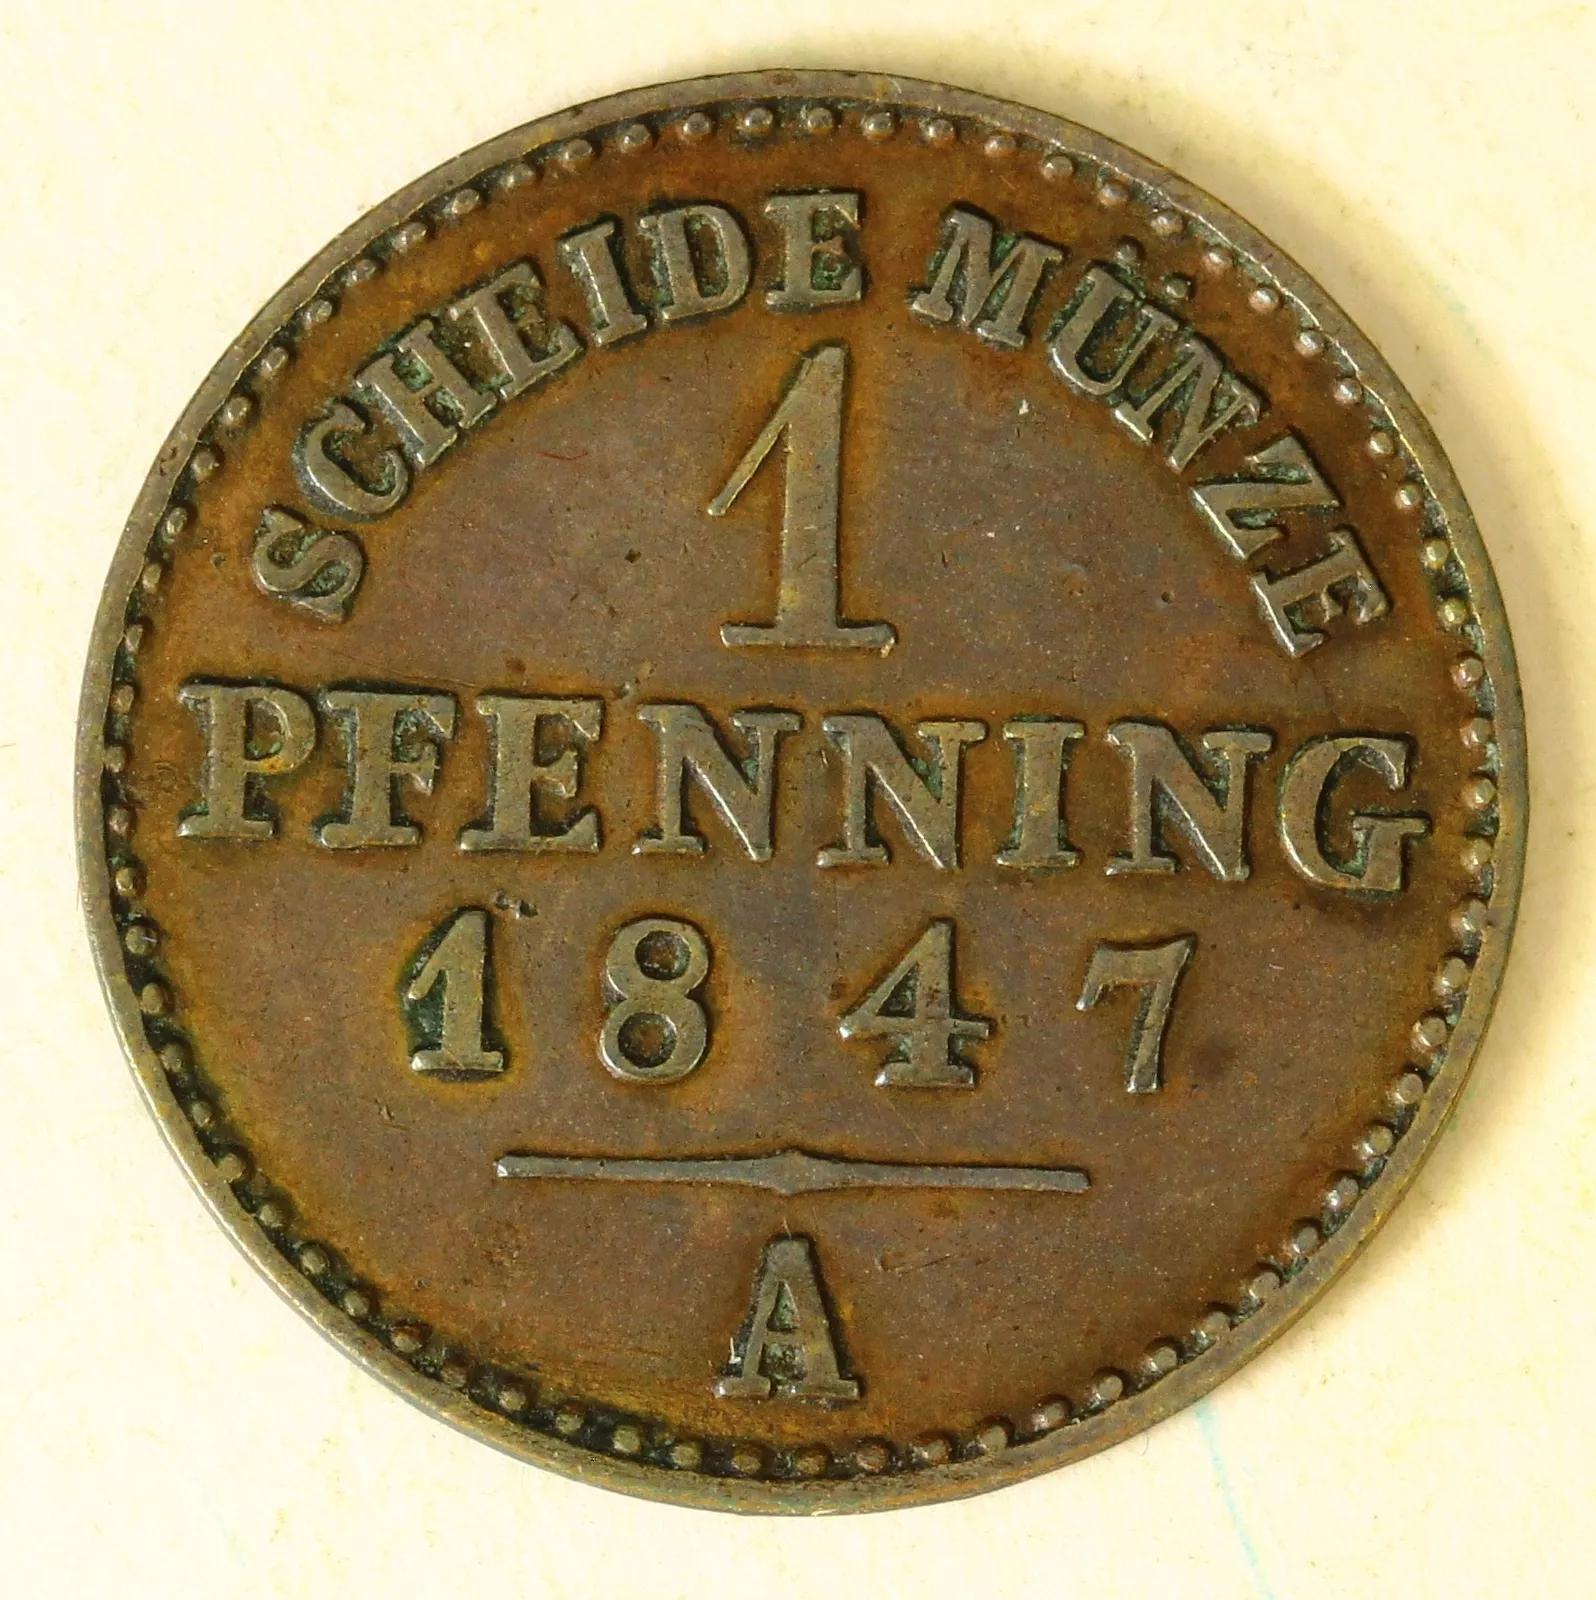 SCHEIDE MÜNZE
1
PFENNING
1847
A